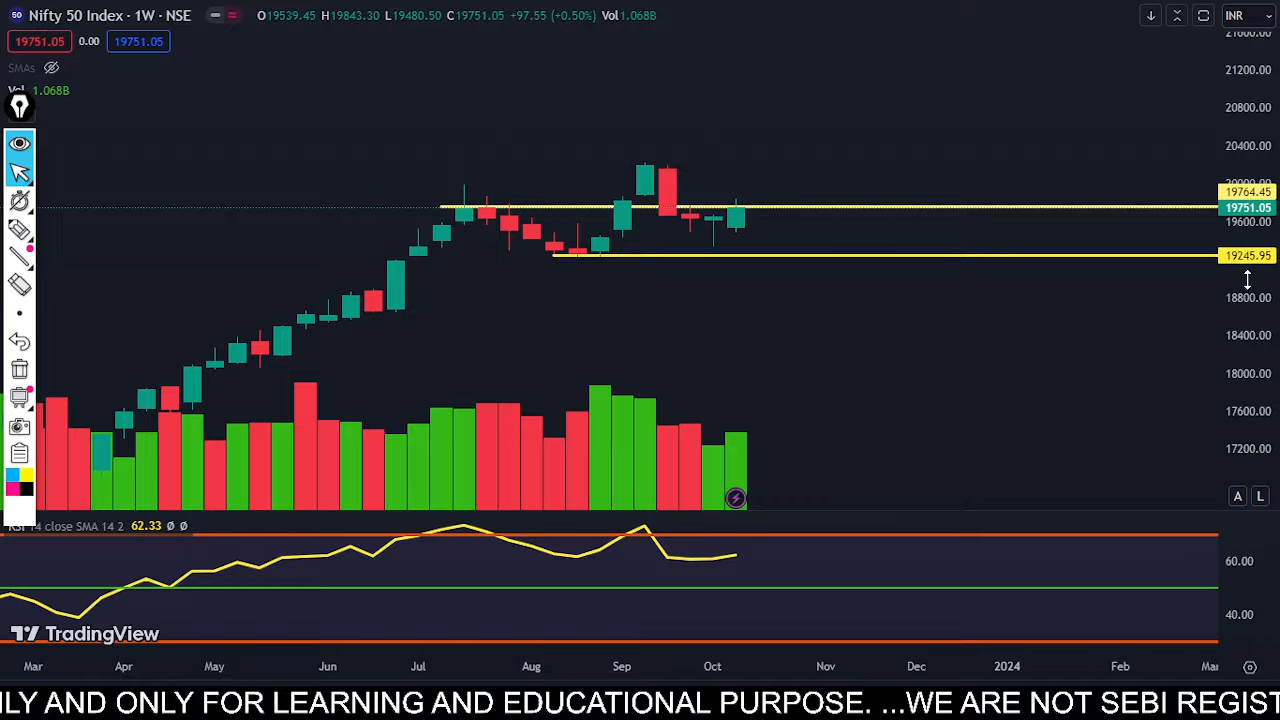 50 Nifty 50 Index · 1W · NSE O19539.45 H19843.30 L19480.50 C19751.05 +97.55 (+0.50%) Vol1.068B INR
19751.05 0.00 19751.05
SMAs
Vol 1.068B
21600.00
21200.00
20800.00
20400.00
20000.00
19764.45
19751.05
19600.00
19245.95
18800.00
18400.00
18000.00
17600.00
17200.00
A L
RSI 14 close SMA 14 2 62.33 Ø Ø
60.00
40.00
TradingView
Mar Apr May Jun Jul Aug Sep Oct Nov Dec 2024 Feb Mar
NLY AND ONLY FOR LEARNING AND EDUCATIONAL PURPOSE. ...WE ARE NOT SEBI REGIST